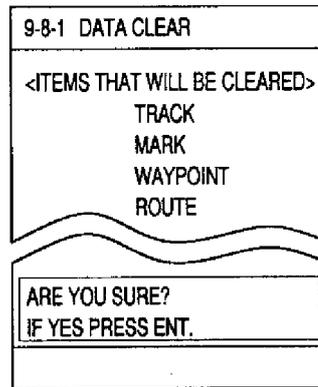 9-8-1 DATA CLEAR
<ITEMS THAT WILL BE CLEARED>
TRACK
MARK
WAYPOINT
ROUTE
ARE YOU SURE?
IF YES PRESS ENT.